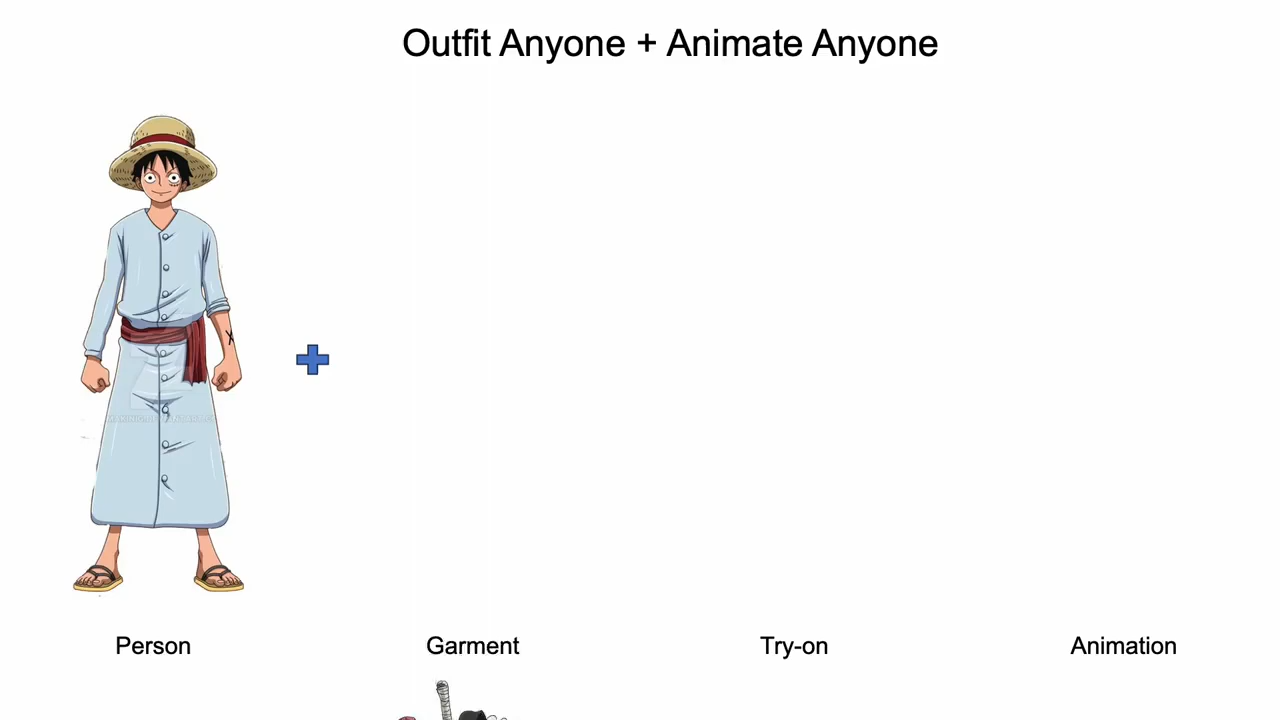 Outfit Anyone + Animate Anyone
Person
Garment
Try-on
Animation